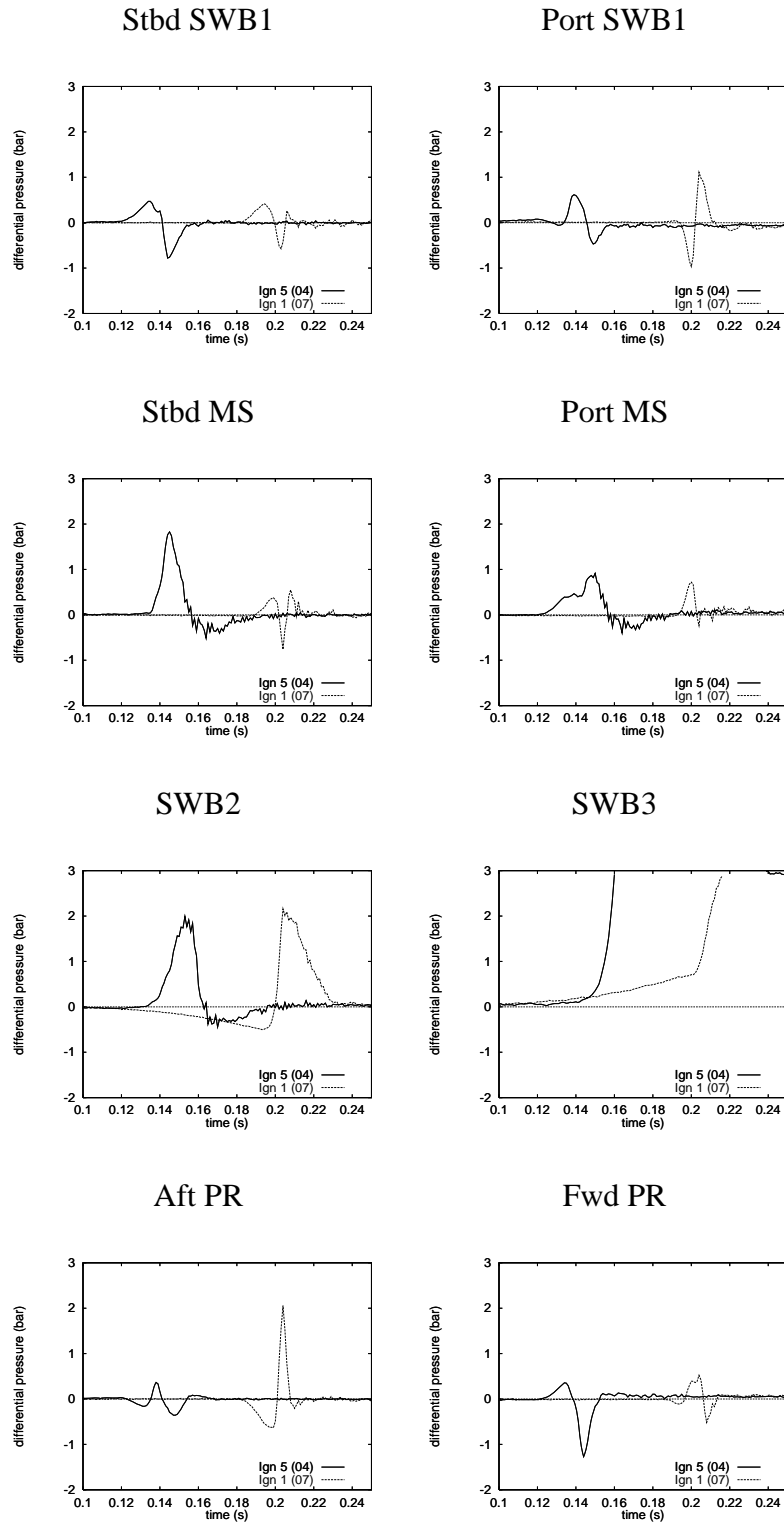 Stbd SWB1
3
2
1
0
-1
-2
0.1 0.12 0.14 0.16 0.18 0.2 0.22 0.24
differential pressure (bar)
time (s)
Ign 5 (04)
Ign 1 (07)
Port SWB1
3
2
1
0
-1
-2
0.1 0.12 0.14 0.16 0.18 0.2 0.22 0.24
differential pressure (bar)
time (s)
Ign 5 (04)
Ign 1 (07)
Stbd MS
3
2
1
0
-1
-2
0.1 0.12 0.14 0.16 0.18 0.2 0.22 0.24
differential pressure (bar)
time (s)
Ign 5 (04)
Ign 1 (07)
Port MS
3
2
1
0
-1
-2
0.1 0.12 0.14 0.16 0.18 0.2 0.22 0.24
differential pressure (bar)
time (s)
Ign 5 (04)
Ign 1 (07)
SWB2
3
2
1
0
-1
-2
0.1 0.12 0.14 0.16 0.18 0.2 0.22 0.24
differential pressure (bar)
time (s)
Ign 5 (04)
Ign 1 (07)
SWB3
3
2
1
0
-1
-2
0.1 0.12 0.14 0.16 0.18 0.2 0.22 0.24
differential pressure (bar)
time (s)
Ign 5 (04)
Ign 1 (07)
Aft PR
3
2
1
0
-1
-2
0.1 0.12 0.14 0.16 0.18 0.2 0.22 0.24
differential pressure (bar)
time (s)
Ign 5 (04)
Ign 1 (07)
Fwd PR
3
2
1
0
-1
-2
0.1 0.12 0.14 0.16 0.18 0.2 0.22 0.24
differential pressure (bar)
time (s)
Ign 5 (04)
Ign 1 (07)